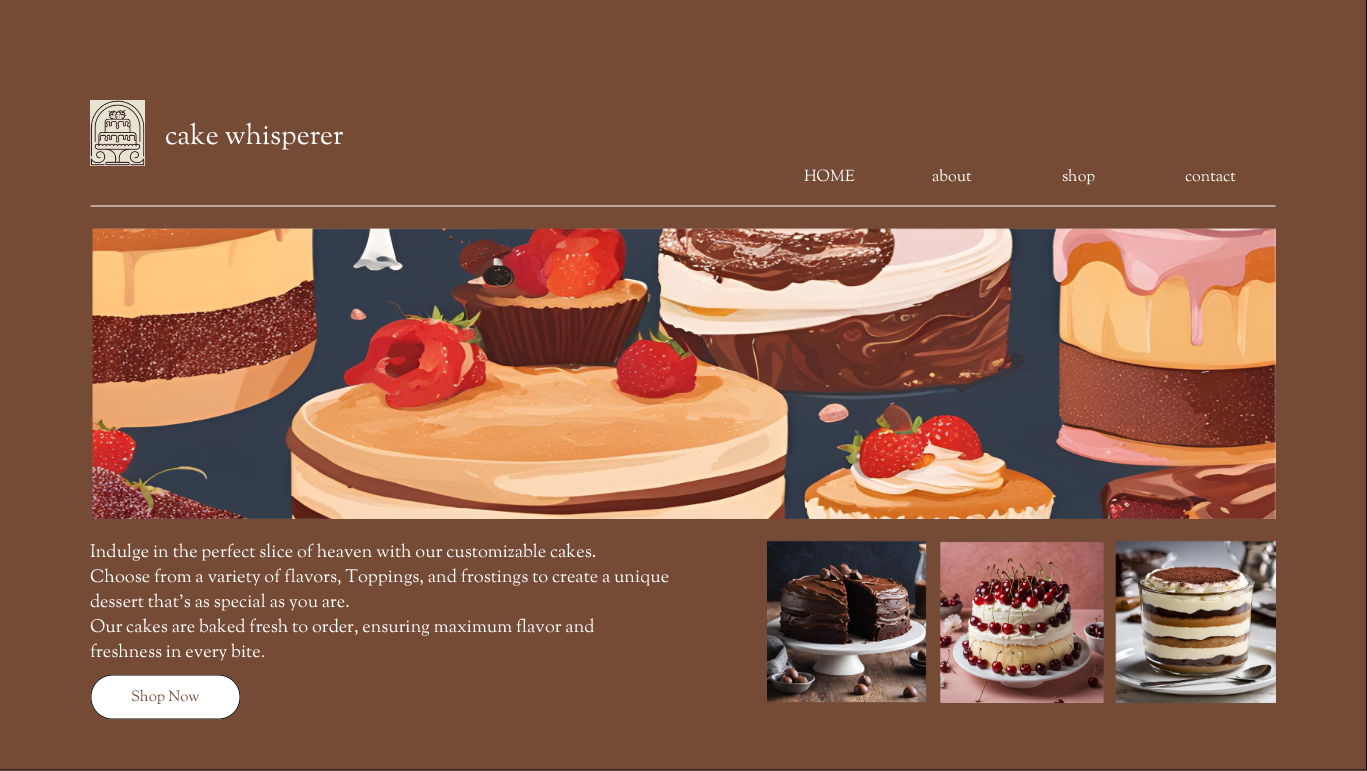 cake whisperer
HOME about shop contact
Indulge in the perfect slice of heaven with our customizable cakes.
Choose from a variety of flavors, Toppings, and frostings to create a unique
dessert that's as special as you are.
Our cakes are baked fresh to order, ensuring maximum flavor and
freshness in every bite.
Shop Now